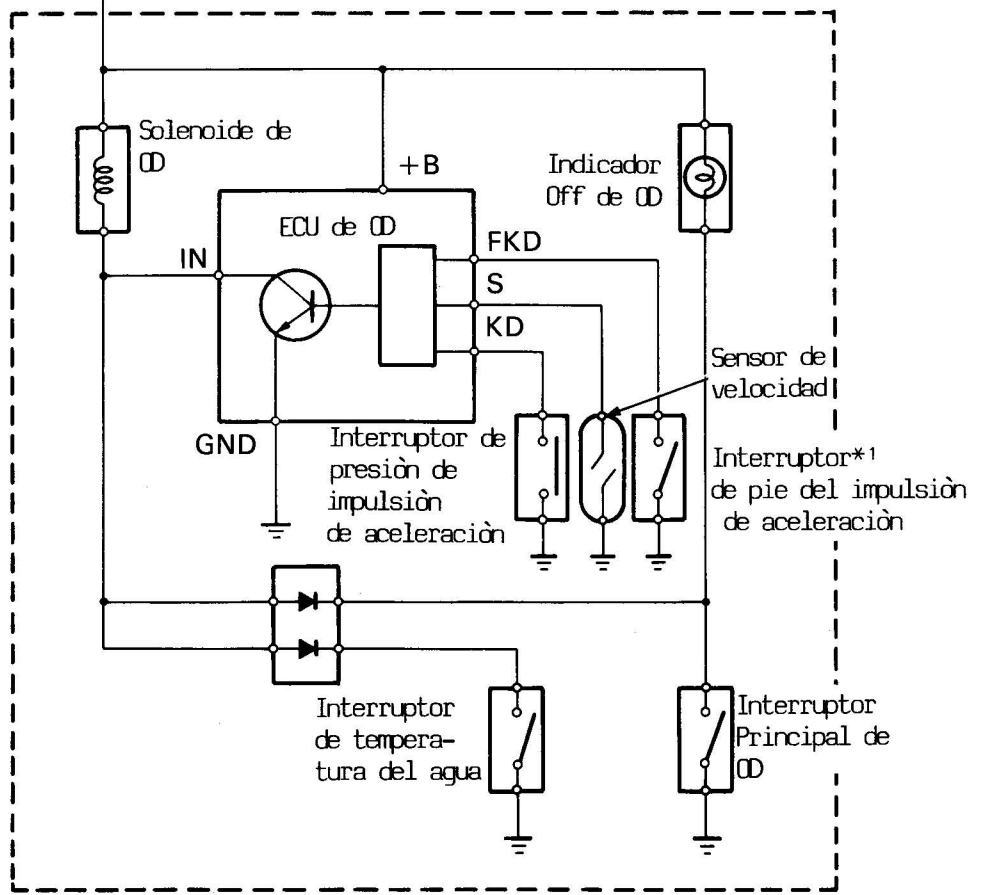 Solenoide de
OD
+B
Indicador
Off de OD
ECU de OD
IN
FKD
S
KD
GND
Sensor de
velocidad
Interruptor de
presiòn de
impulsiòn
de aceleraciòn
Interruptor*¹
de pie del impulsiòn
de aceleraciòn
Interruptor
de tempera-
tura del agua
Interruptor
Principal de
OD